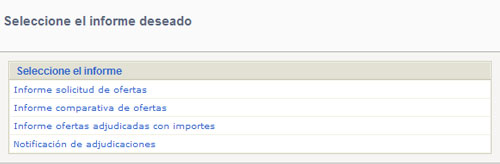 Seleccione el informe deseado
Seleccione el informe
Informe solicitud de ofertas
Informe comparativa de ofertas
Informe ofertas adjudicadas con importes
Notificación de adjudicaciones